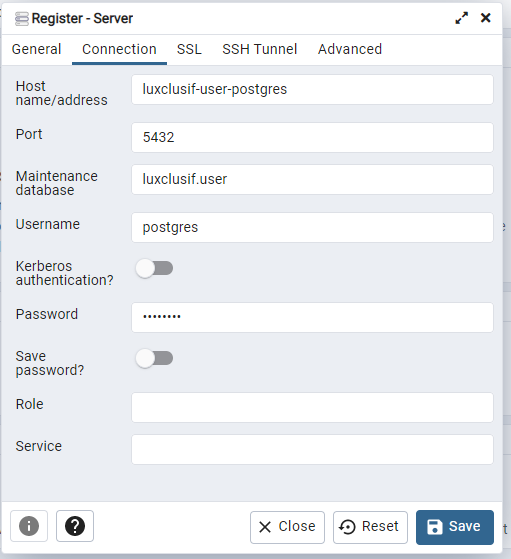 Register - Server
General Connection SSL SSH Tunnel Advanced
Host
name/address
luxclusif-user-postgres
Port
5432
Maintenance
database
luxclusif.user
Username
postgres
Kerberos
authentication?
Password
••••••••
Save
password?
Role
Service
Close Reset Save